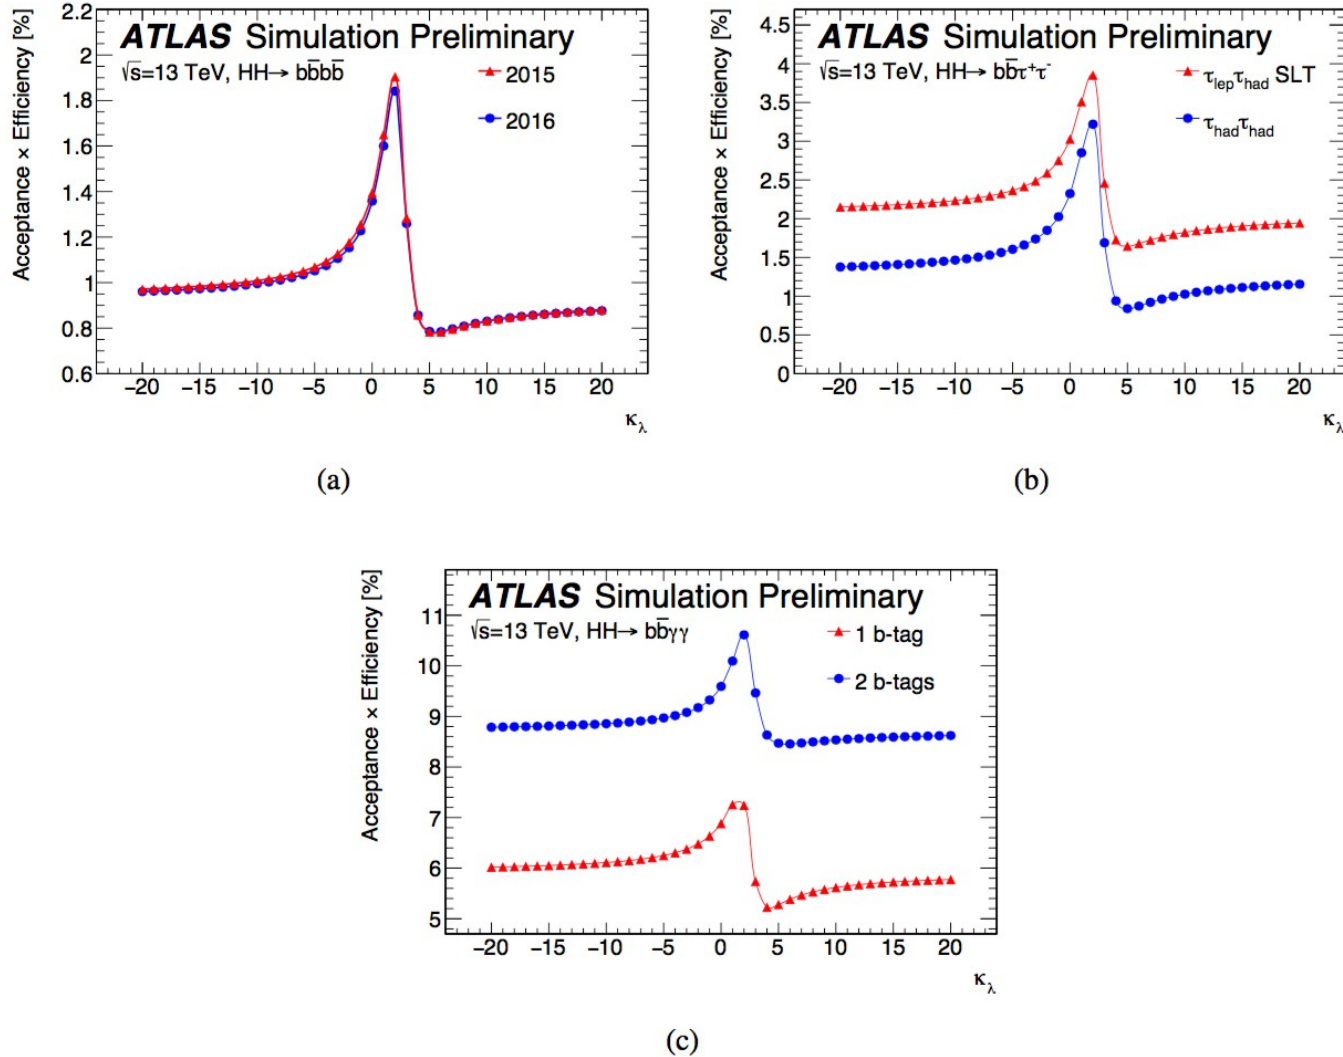 ATLAS Simulation Preliminary
√s=13 TeV, HH→ bb̅bb̅
2015
2016
Acceptance × Efficiency [%]
2.2
2
1.8
1.6
1.4
1.2
1
0.8
0.6
−20 −15 −10 −5 0 5 10 15 20
κλ
(a)
ATLAS Simulation Preliminary
√s=13 TeV, HH→ bb̅τ⁺τ⁻
τlepτhad SLT
τhadτhad
Acceptance × Efficiency [%]
4.5
4
3.5
3
2.5
2
1.5
1
0.5
0
−20 −15 −10 −5 0 5 10 15 20
κλ
(b)
ATLAS Simulation Preliminary
√s=13 TeV, HH→ bb̅γγ
1 b-tag
2 b-tags
Acceptance × Efficiency [%]
11
10
9
8
7
6
5
−20 −15 −10 −5 0 5 10 15 20
κλ
(c)